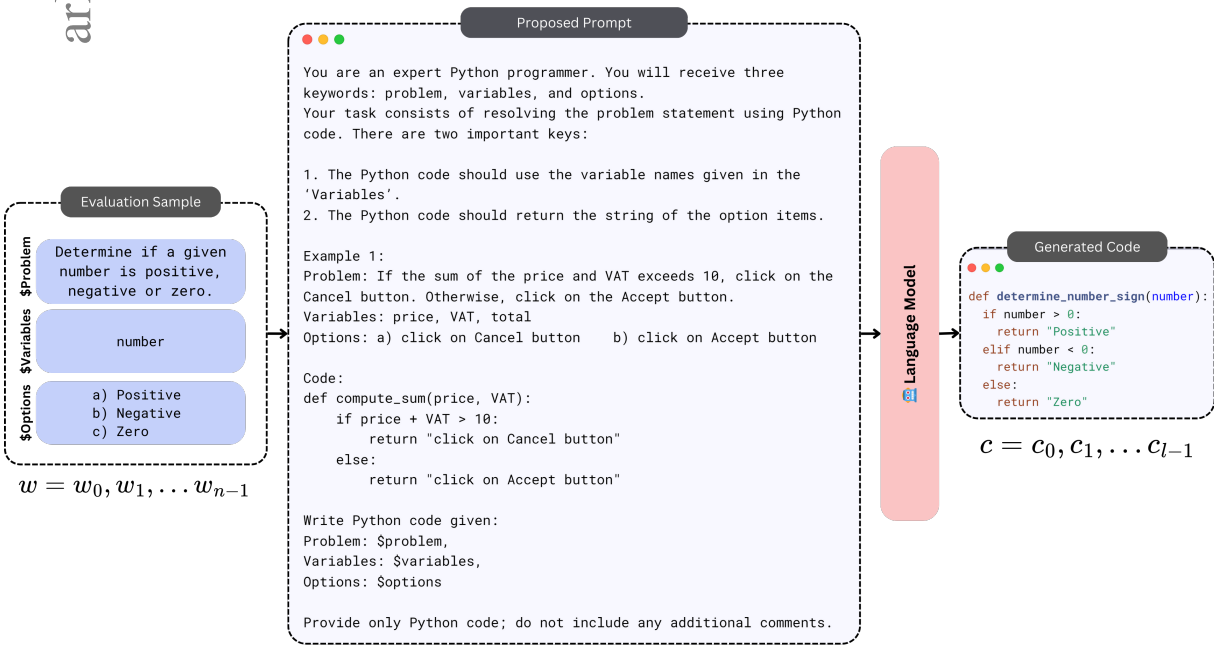 ar
Evaluation Sample
$Problem
Determine if a given
number is positive,
negative or zero.
$Variables
number
$Options
a) Positive
b) Negative
c) Zero
w = w₀, w₁, … wₙ₋₁
Proposed Prompt
You are an expert Python programmer. You will receive three
keywords: problem, variables, and options.
Your task consists of resolving the problem statement using Python
code. There are two important keys:
1. The Python code should use the variable names given in the
‘Variables’.
2. The Python code should return the string of the option items.
Example 1:
Problem: If the sum of the price and VAT exceeds 10, click on the
Cancel button. Otherwise, click on the Accept button.
Variables: price, VAT, total
Options: a) click on Cancel button    b) click on Accept button
Code:
def compute_sum(price, VAT):
    if price + VAT > 10:
        return "click on Cancel button"
    else:
        return "click on Accept button"
Write Python code given:
Problem: $problem,
Variables: $variables,
Options: $options
Provide only Python code; do not include any additional comments.
Language Model
Generated Code
def determine_number_sign(number):
  if number > 0:
    return "Positive"
  elif number < 0:
    return "Negative"
  else:
    return "Zero"
c = c₀, c₁, … cₗ₋₁